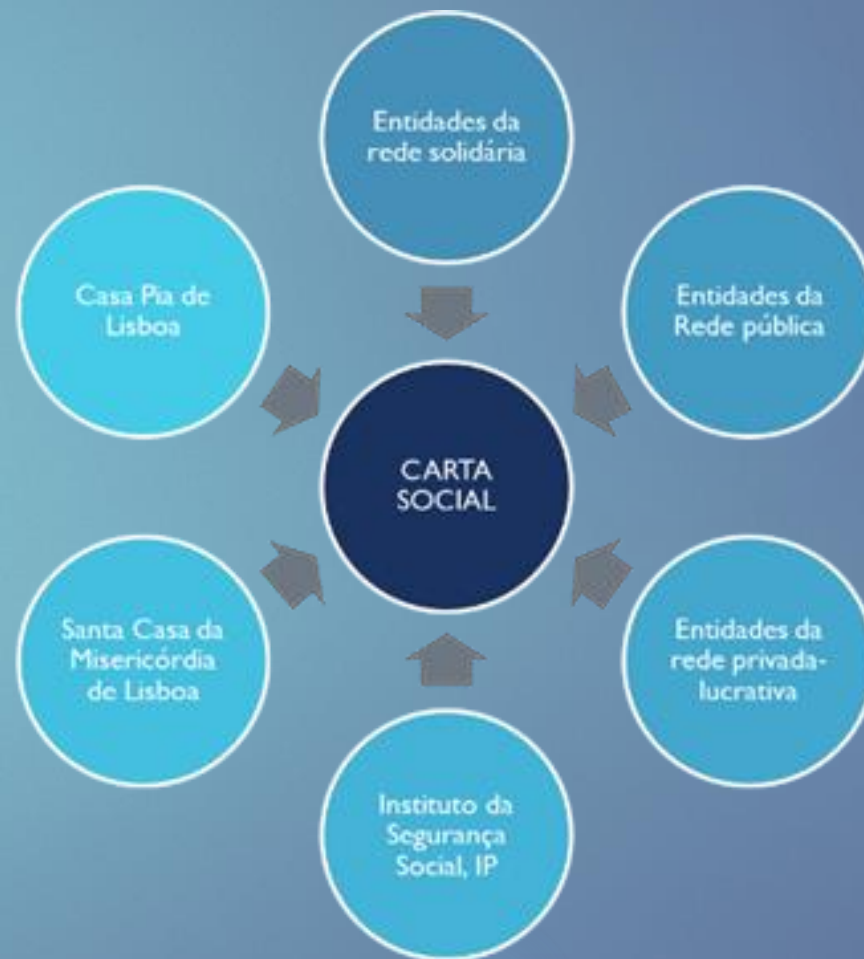 Entidades da
rede solidária
Casa Pia de
Lisboa
Entidades da
Rede pública
CARTA
SOCIAL
Santa Casa da
Misericórdia
de Lisboa
Entidades da
rede privada-
lucrativa
Instituto da
Segurança
Social, IP